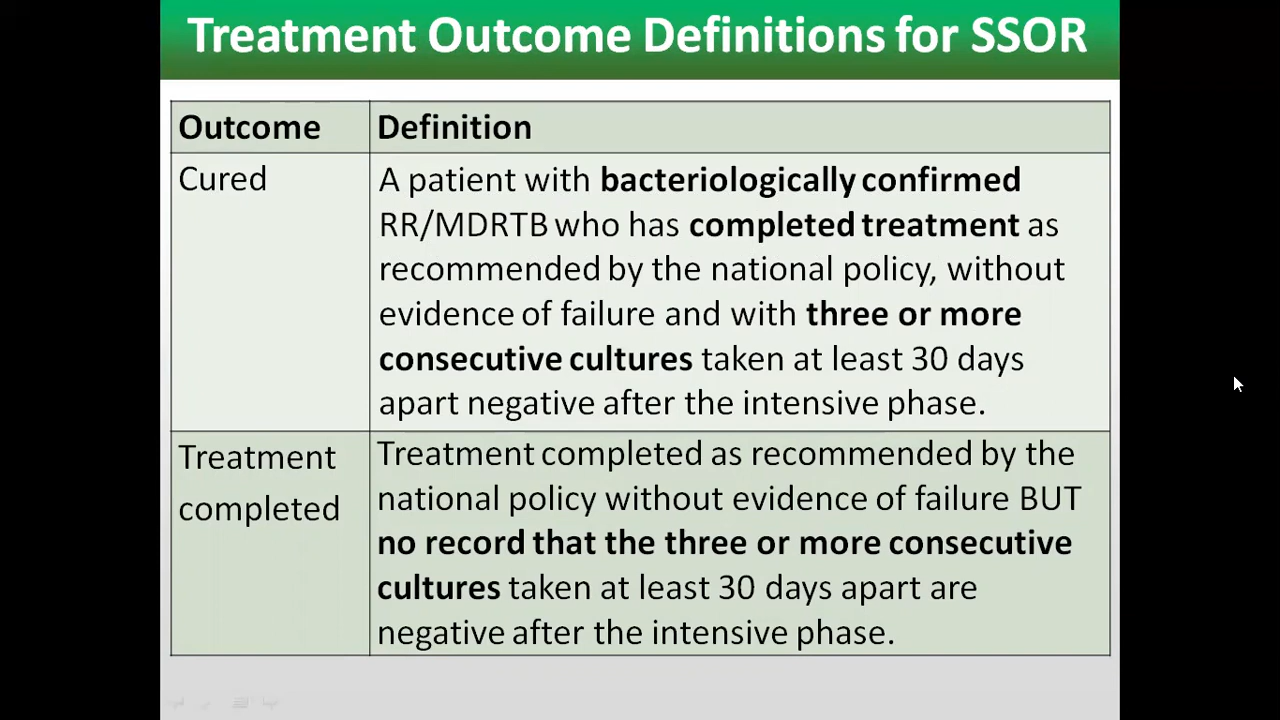 Treatment Outcome Definitions for SSOR
Outcome
Definition
Cured
A patient with bacteriologically confirmed
RR/MDRTB who has completed treatment as
recommended by the national policy, without
evidence of failure and with three or more
consecutive cultures taken at least 30 days
apart negative after the intensive phase.
Treatment
completed
Treatment completed as recommended by the
national policy without evidence of failure BUT
no record that the three or more consecutive
cultures taken at least 30 days apart are
negative after the intensive phase.